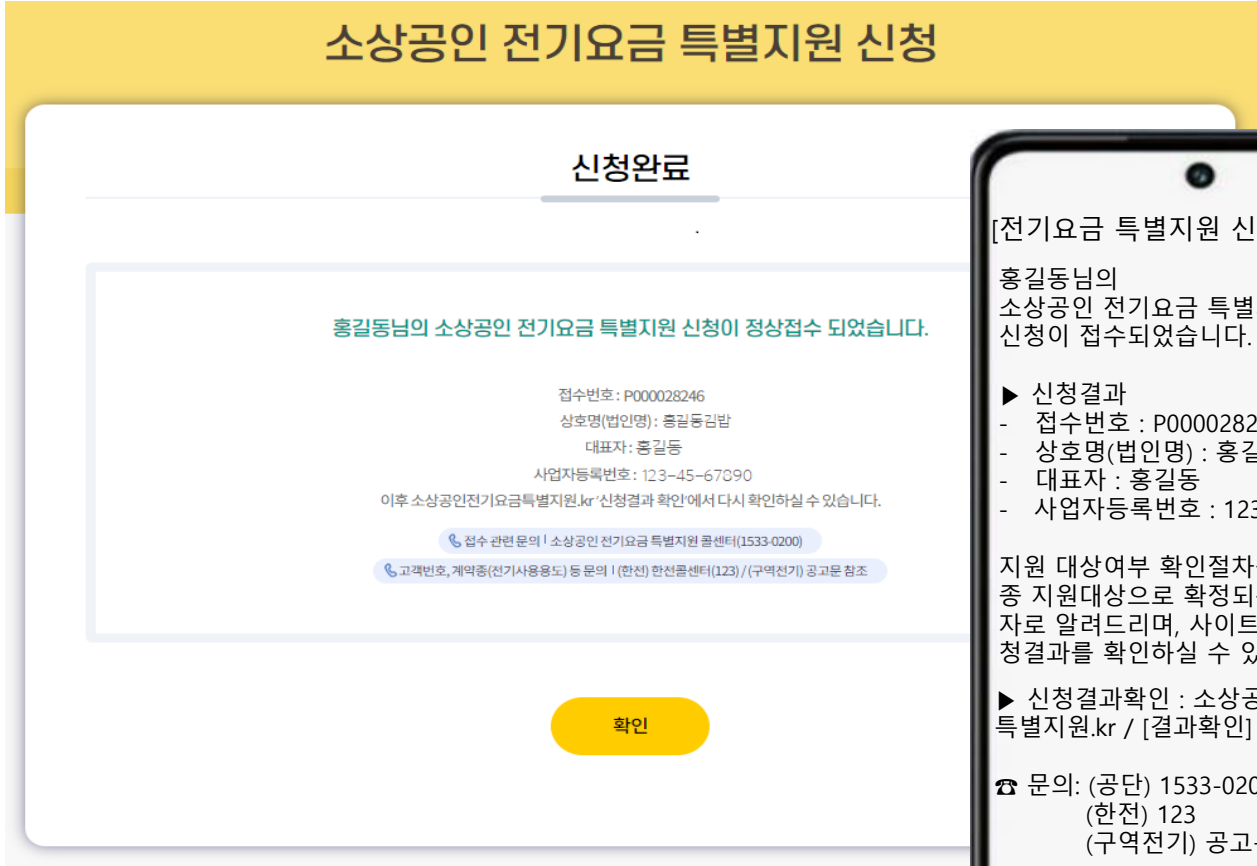 소상공인 전기요금 특별지원 신청
신청완료
.
홍길동님의 소상공인 전기요금 특별지원 신청이 정상접수 되었습니다.
접수번호 : P000028246
상호명(법인명) : 홍길동김밥
대표자 : 홍길동
사업자등록번호 : 123-45-67890
이후 소상공인전기요금특별지원.kr '신청결과 확인'에서 다시 확인하실 수 있습니다.
접수 관련 문의 | 소상공인 전기요금 특별지원 콜센터(1533-0200)
고객번호, 계약종(전기사용용도) 등 문의 | (한전) 한전콜센터(123) / (구역전기) 공고문 참조
확인
[전기요금 특별지원 신
홍길동님의
소상공인 전기요금 특별
신청이 접수되었습니다.
▶ 신청결과
- 접수번호 : P0000282
- 상호명(법인명) : 홍길
- 대표자 : 홍길동
- 사업자등록번호 : 123
지원 대상여부 확인절차
종 지원대상으로 확정되
자로 알려드리며, 사이트
청결과를 확인하실 수 있
▶ 신청결과확인 : 소상공
특별지원.kr / [결과확인]
☎ 문의: (공단) 1533-020
(한전) 123
(구역전기) 공고